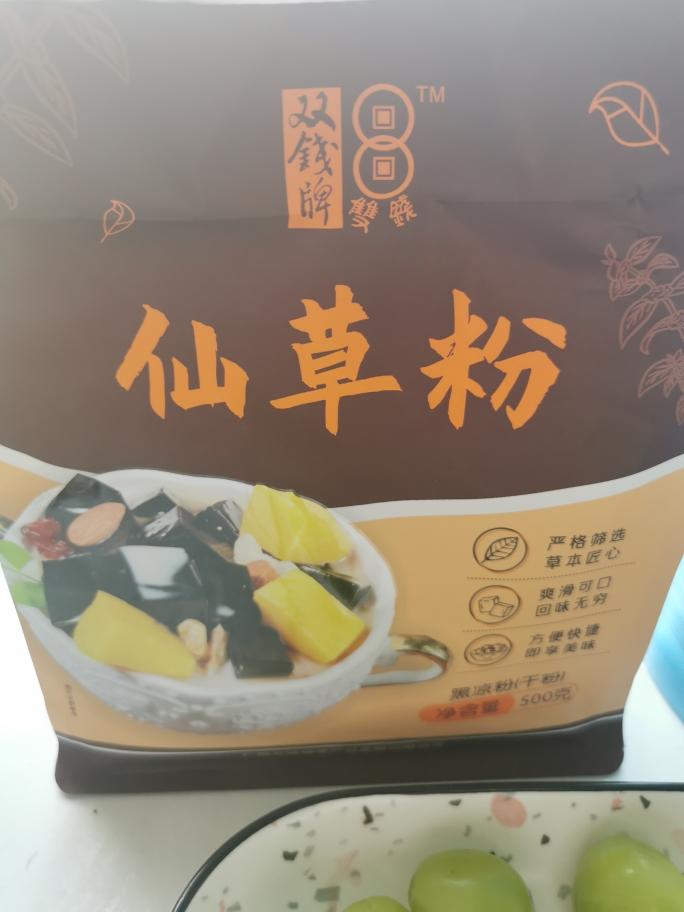 双錢牌
TM
雙錢
仙草粉
严格筛选
草本匠心
爽滑可口
回味无穷
方便快捷
即享美味
黑凉粉(干粉)
净含量 500克